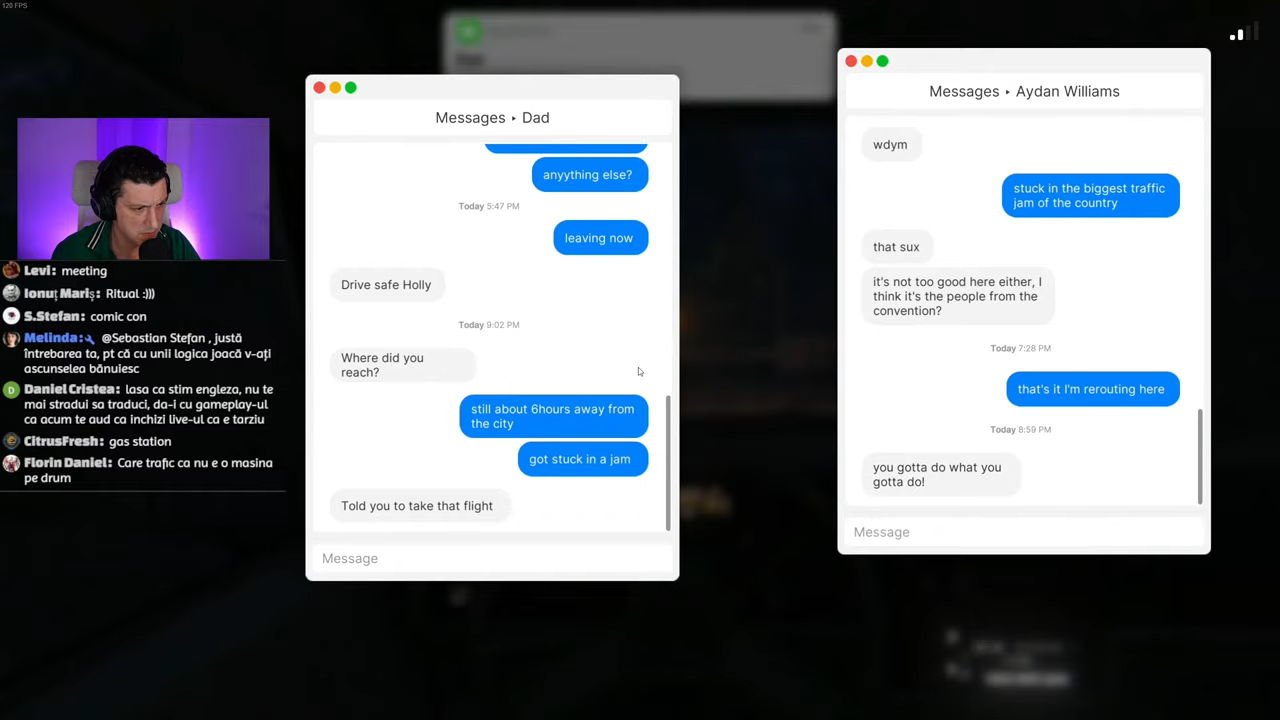 120 FPS
Messages ‣ Dad
anyything else?
Today 5:47 PM
leaving now
Drive safe Holly
Today 9:02 PM
Where did you
reach?
still about 6hours away from
the city
got stuck in a jam
Told you to take that flight
Message
Messages ‣ Aydan Williams
wdym
stuck in the biggest traffic
jam of the country
that sux
it's not too good here either, I
think it's the people from the
convention?
Today 7:28 PM
that's it I'm rerouting here
Today 8:59 PM
you gotta do what you
gotta do!
Message
Levi: meeting
Ionuț Mariș: Ritual :)))
S.Stefan: comic con
Melinda: @Sebastian Stefan , justă
întrebarea ta, pt că cu unii logica joacă v-ați
ascunselea bănuiesc
Daniel Cristea: lasa ca stim engleza, nu te
mai stradui sa traduci, da-i cu gameplay-ul
ca acum te aud ca inchizi live-ul ca e tarziu
CitrusFresh: gas station
Florin Daniel: Care trafic ca nu e o masina
pe drum